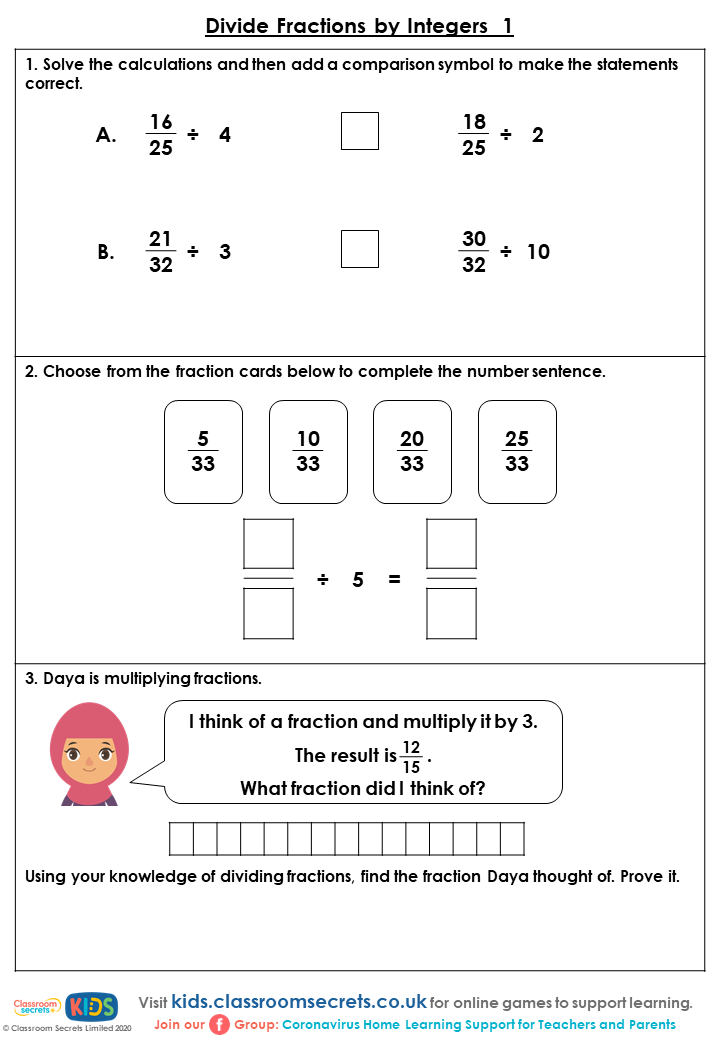 Divide Fractions by Integers 1
1. Solve the calculations and then add a comparison symbol to make the statements
correct.
A. 16/25 ÷ 4 18/25 ÷ 2
B. 21/32 ÷ 3 30/32 ÷ 10
2. Choose from the fraction cards below to complete the number sentence.
5/33 10/33 20/33 25/33
÷ 5 =
3. Daya is multiplying fractions.
I think of a fraction and multiply it by 3.
The result is 12/15 .
What fraction did I think of?
Using your knowledge of dividing fractions, find the fraction Daya thought of. Prove it.
Classroom Secrets KIDS
© Classroom Secrets Limited 2020
Visit kids.classroomsecrets.co.uk for online games to support learning.
Join our f Group: Coronavirus Home Learning Support for Teachers and Parents